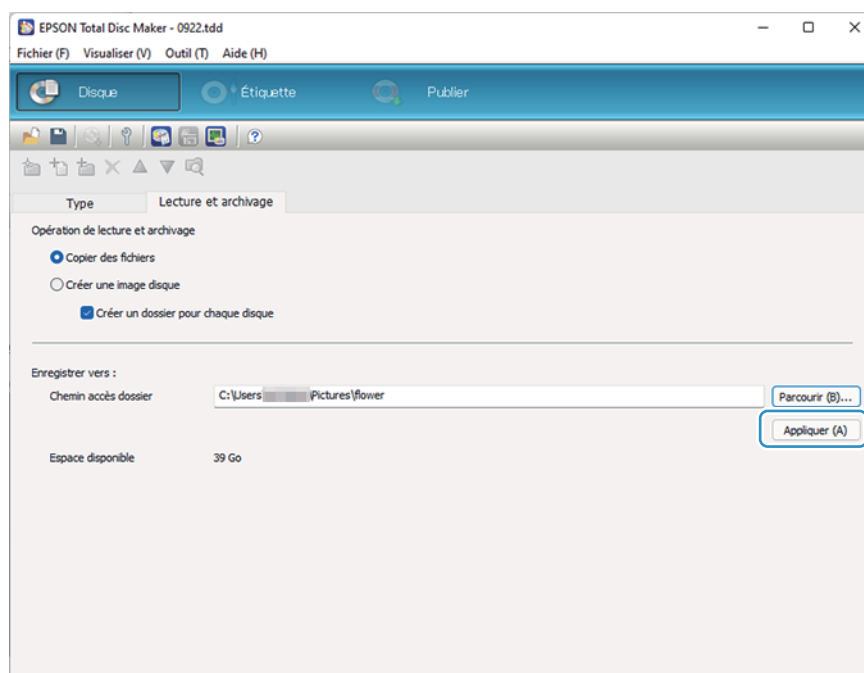 EPSON Total Disc Maker - 0922.tdd
Fichier (F) Visualiser (V) Outil (T) Aide (H)
Disque Étiquette Publier
Type Lecture et archivage
Opération de lecture et archivage
Copier des fichiers
Créer une image disque
Créer un dossier pour chaque disque
Enregistrer vers :
Chemin accès dossier C:\Users \Pictures\flower Parcourir (B)...
Appliquer (A)
Espace disponible 39 Go